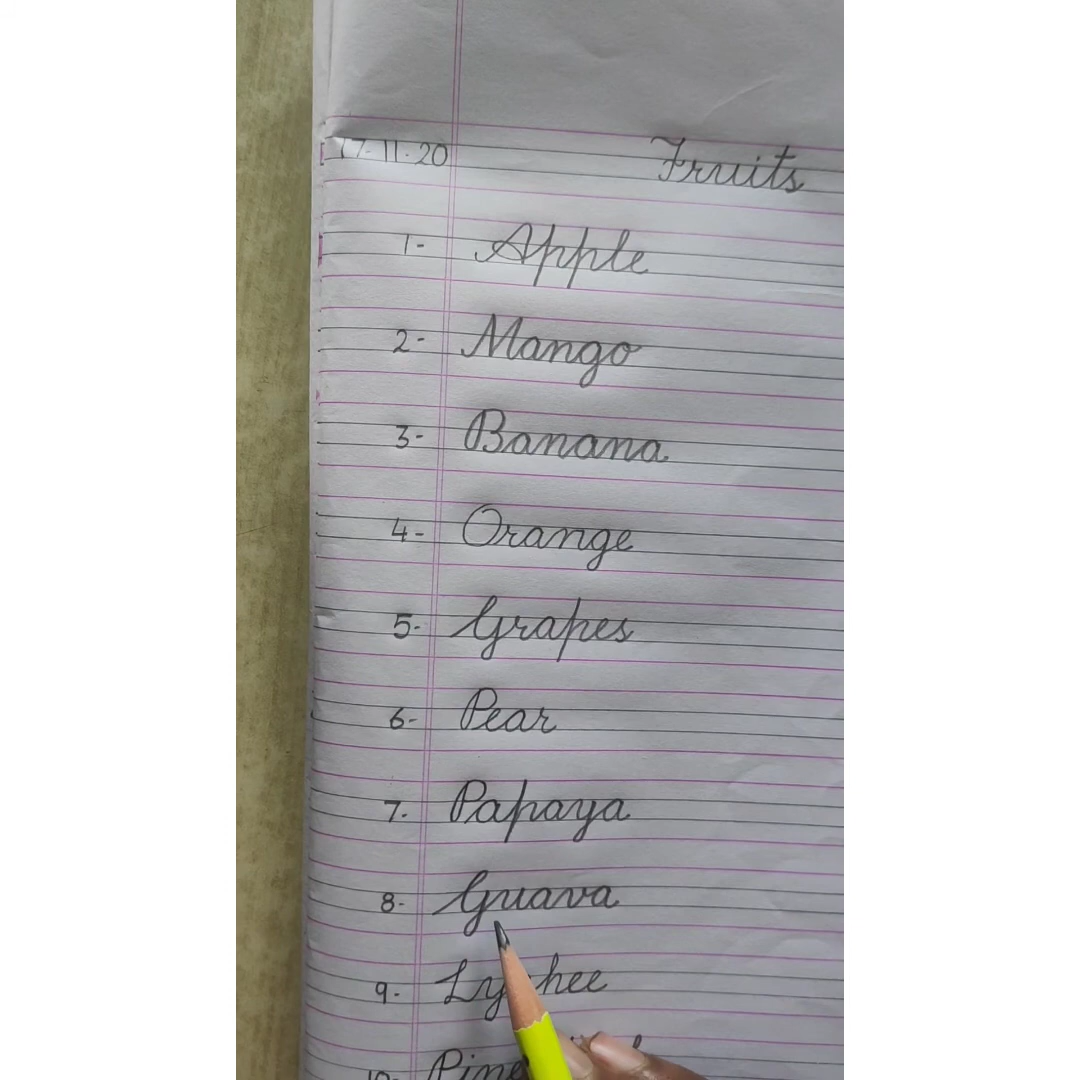 17-11-20 Fruits
1- Apple
2- Mango
3- Banana
4- Orange
5- Grapes
6- Pear
7- Papaya
8- Guava
9-
10-